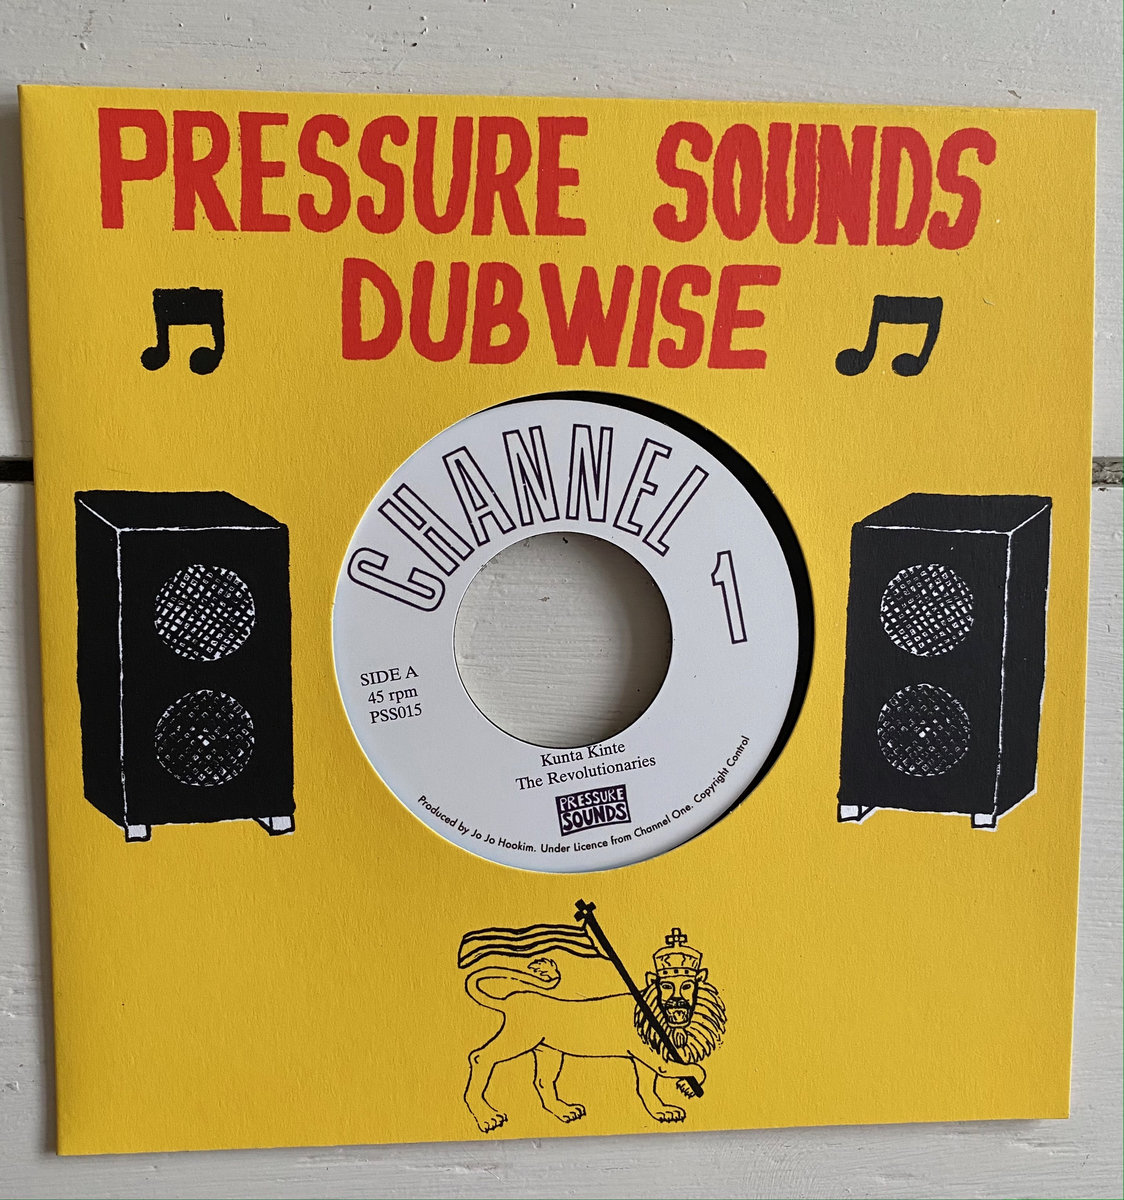 PRESSURE SOUNDS
DUBWISE
CHANNEL 1
SIDE A
45 rpm
PSS015
Kunta Kinte
The Revolutionaries
PRESSURE
SOUNDS
Produced by Jo Jo Hookim. Under Licence from Channel One. Copyright Control